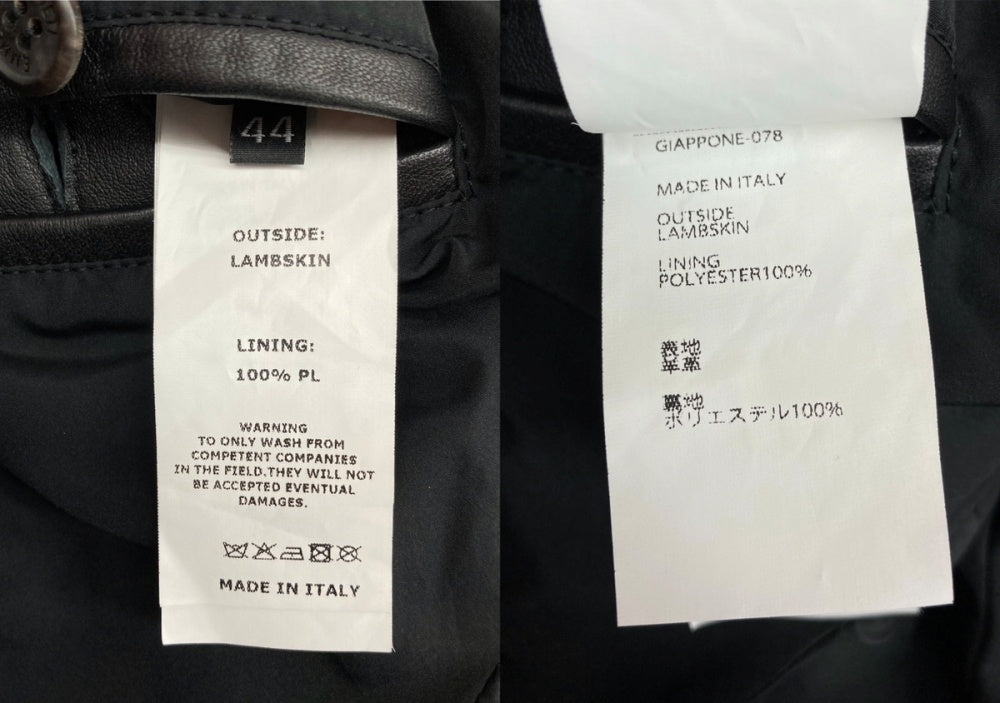 44
OUTSIDE:
LAMBSKIN
LINING:
100% PL
WARNING
TO ONLY WASH FROM
COMPETENT COMPANIES
IN THE FIELD.THEY WILL NOT
BE ACCEPTED EVENTUAL
DAMAGES.
MADE IN ITALY
GIAPPONE-078
MADE IN ITALY
OUTSIDE
LAMBSKIN
LINING
POLYESTER100%
表地
羊革
裏地
ポリエステル100%